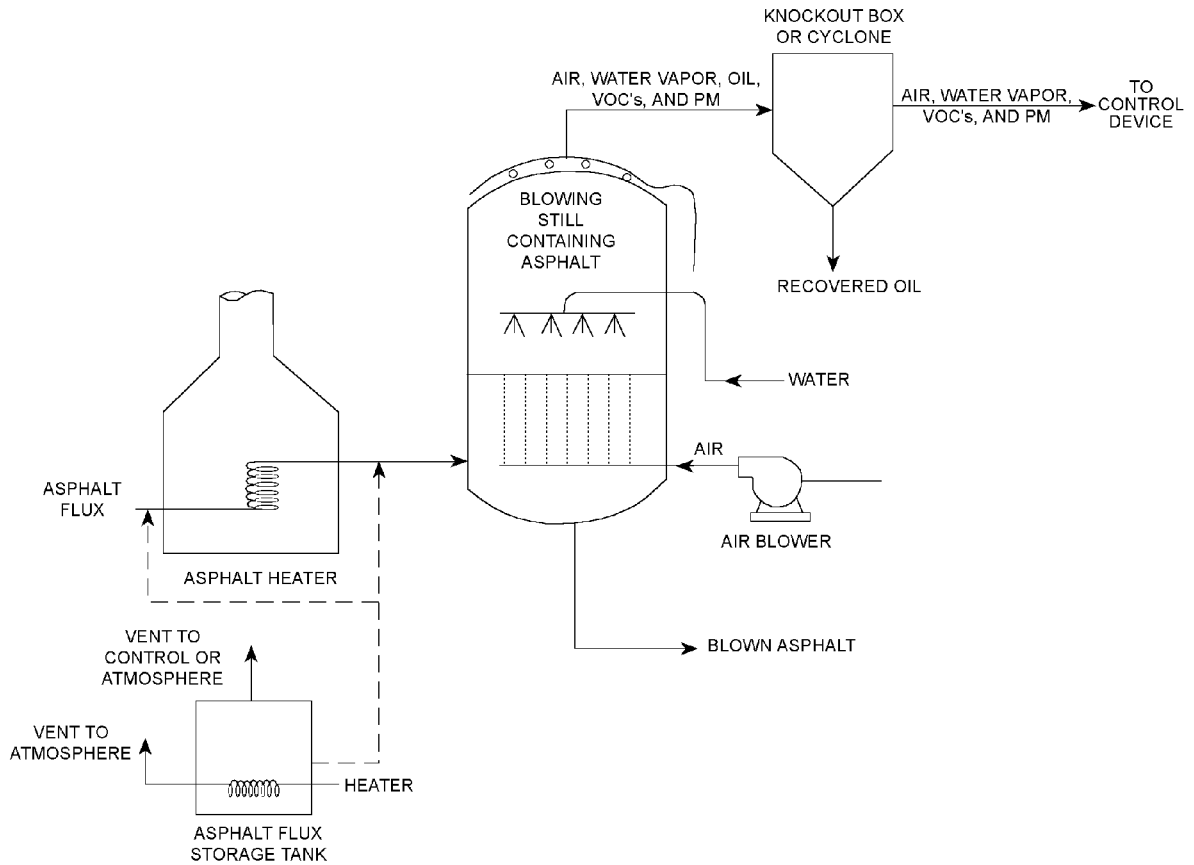 KNOCKOUT BOX
OR CYCLONE
AIR, WATER VAPOR, OIL,
VOC's, AND PM
AIR, WATER VAPOR,
VOC's, AND PM
TO
CONTROL
DEVICE
BLOWING
STILL
CONTAINING
ASPHALT
RECOVERED OIL
WATER
AIR
ASPHALT
FLUX
AIR BLOWER
ASPHALT HEATER
VENT TO
CONTROL OR
ATMOSPHERE
BLOWN ASPHALT
VENT TO
ATMOSPHERE
HEATER
ASPHALT FLUX
STORAGE TANK